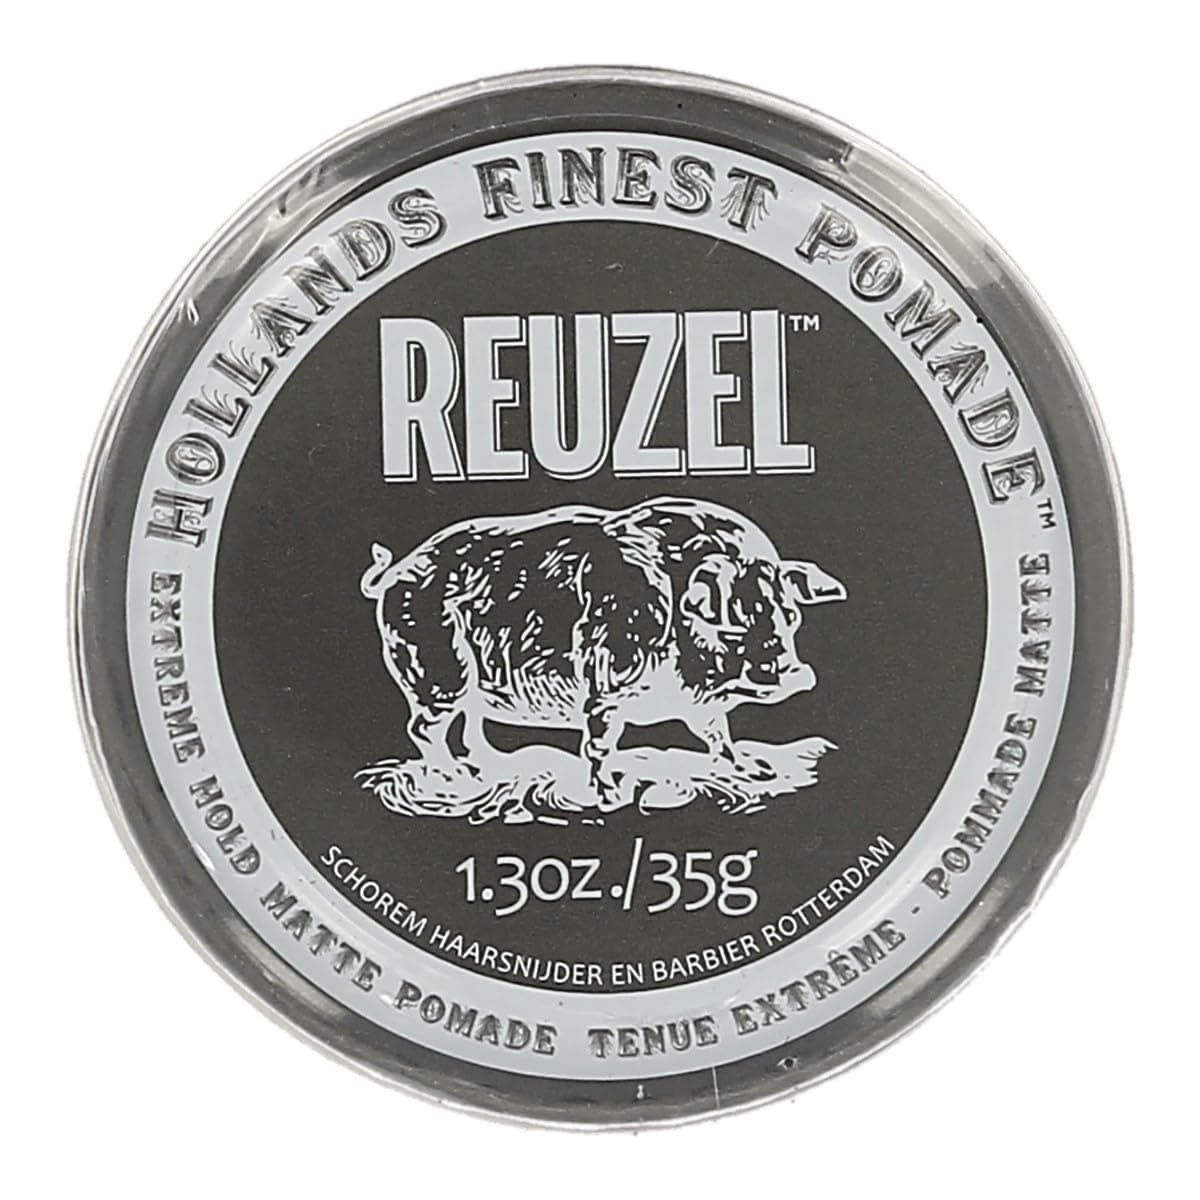 HOLLANDS FINEST POMADE™
REUZEL™
1.3oz./35g
SCHOREM HAARSNIJDER EN BARBIER ROTTERDAM
EXTREME HOLD MATTE POMADE TENUE EXTRÊME - POMMADE MATTE